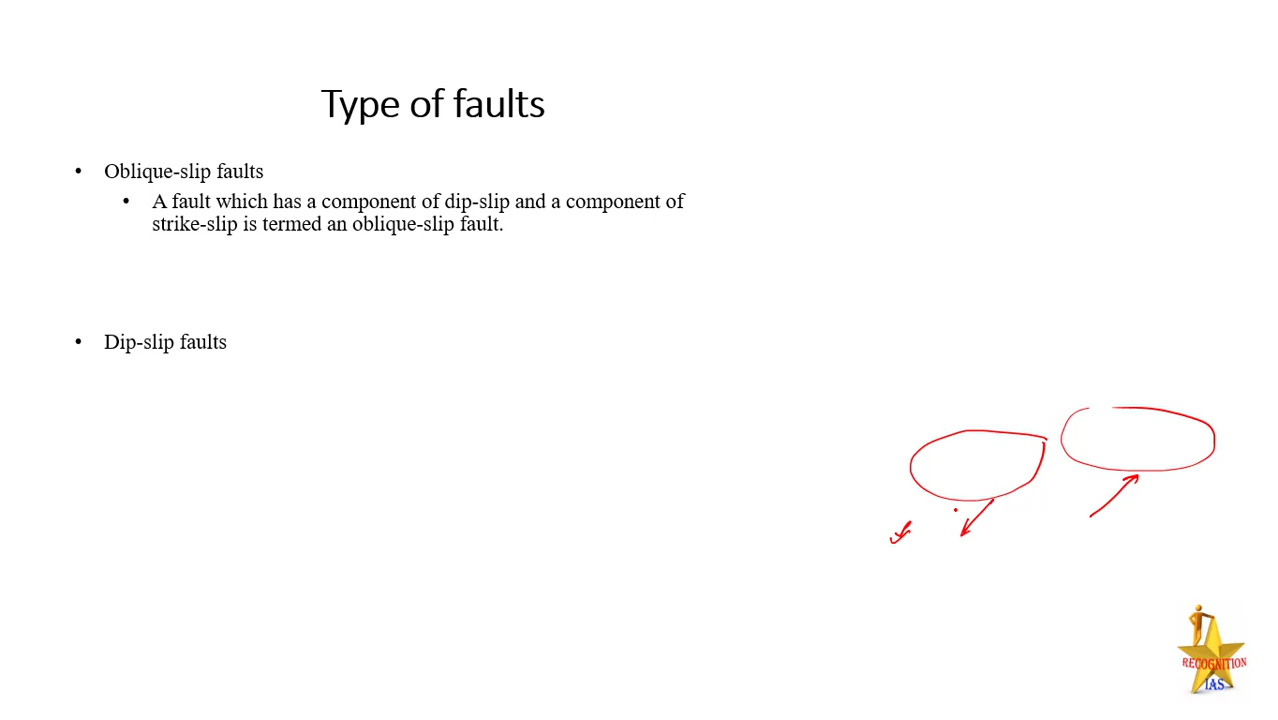 Type of faults
• Oblique-slip faults
• A fault which has a component of dip-slip and a component of
strike-slip is termed an oblique-slip fault.
• Dip-slip faults
RECOGNITION
IAS